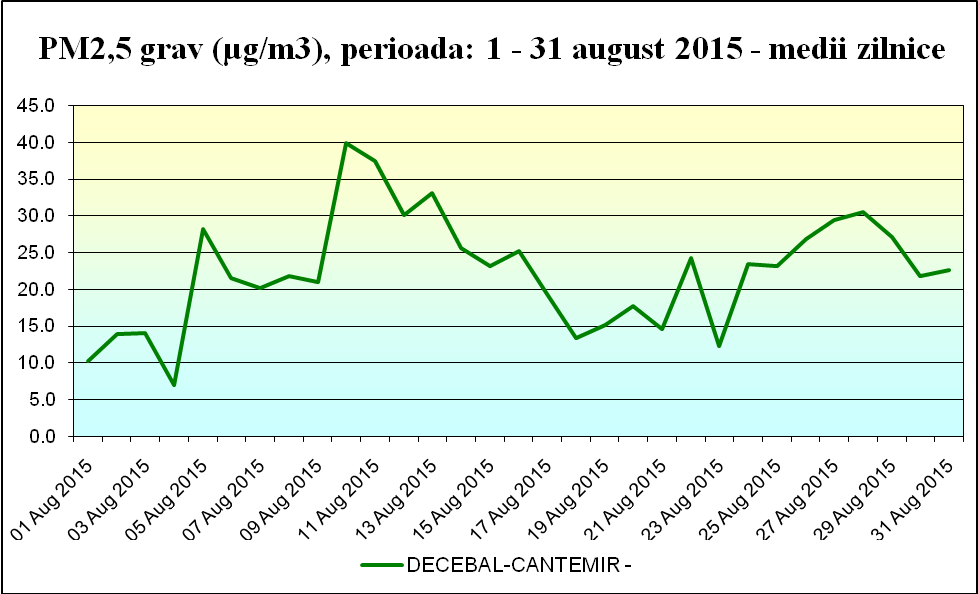 PM2,5 grav (µg/m3), perioada: 1 - 31 august 2015 - medii zilnice
45.0
40.0
35.0
30.0
25.0
20.0
15.0
10.0
5.0
0.0
01 Aug 2015
03 Aug 2015
05 Aug 2015
07 Aug 2015
09 Aug 2015
11 Aug 2015
13 Aug 2015
15 Aug 2015
17 Aug 2015
19 Aug 2015
21 Aug 2015
23 Aug 2015
25 Aug 2015
27 Aug 2015
29 Aug 2015
31 Aug 2015
DECEBAL-CANTEMIR -